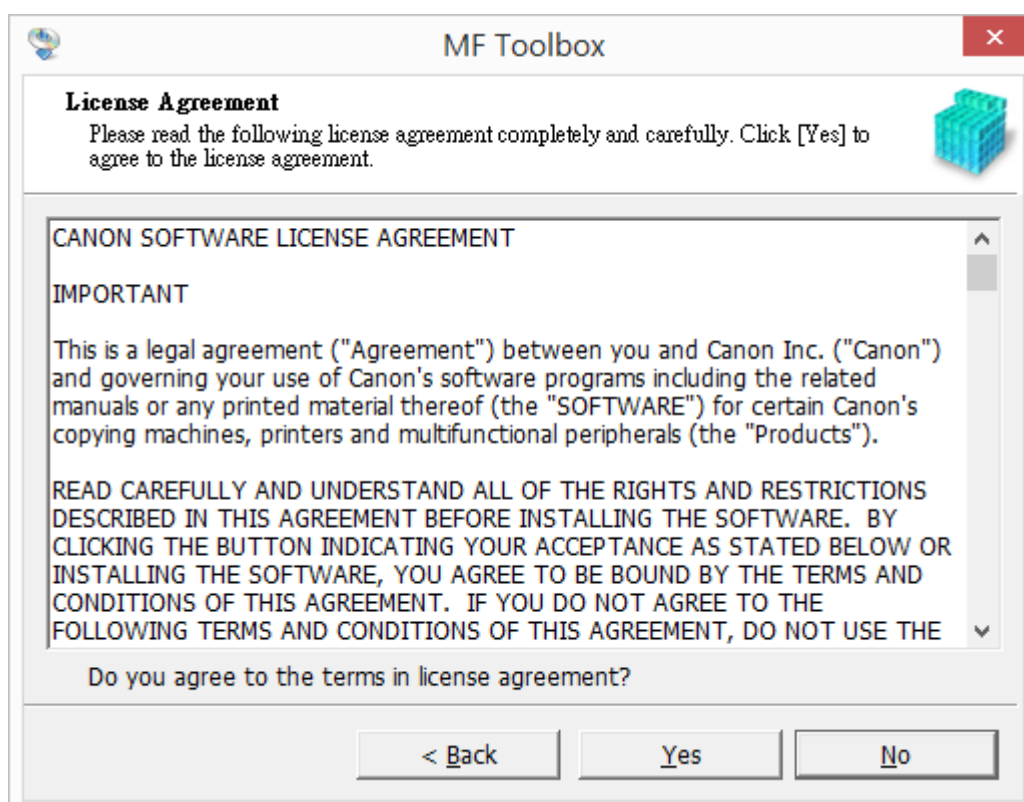 MF Toolbox
License Agreement
Please read the following license agreement completely and carefully. Click [Yes] to
agree to the license agreement.
CANON SOFTWARE LICENSE AGREEMENT
IMPORTANT
This is a legal agreement ("Agreement") between you and Canon Inc. ("Canon")
and governing your use of Canon's software programs including the related
manuals or any printed material thereof (the "SOFTWARE") for certain Canon's
copying machines, printers and multifunctional peripherals (the "Products").
READ CAREFULLY AND UNDERSTAND ALL OF THE RIGHTS AND RESTRICTIONS
DESCRIBED IN THIS AGREEMENT BEFORE INSTALLING THE SOFTWARE.  BY
CLICKING THE BUTTON INDICATING YOUR ACCEPTANCE AS STATED BELOW OR
INSTALLING THE SOFTWARE, YOU AGREE TO BE BOUND BY THE TERMS AND
CONDITIONS OF THIS AGREEMENT.  IF YOU DO NOT AGREE TO THE
FOLLOWING TERMS AND CONDITIONS OF THIS AGREEMENT, DO NOT USE THE
Do you agree to the terms in license agreement?
< Back
Yes
No